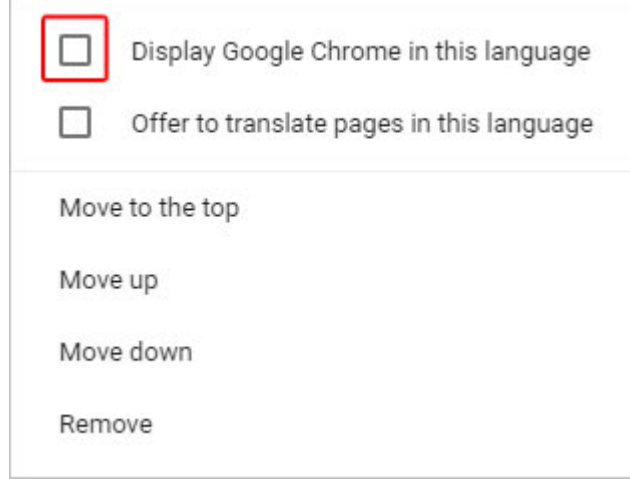 Display Google Chrome in this language
Offer to translate pages in this language
Move to the top
Move up
Move down
Remove